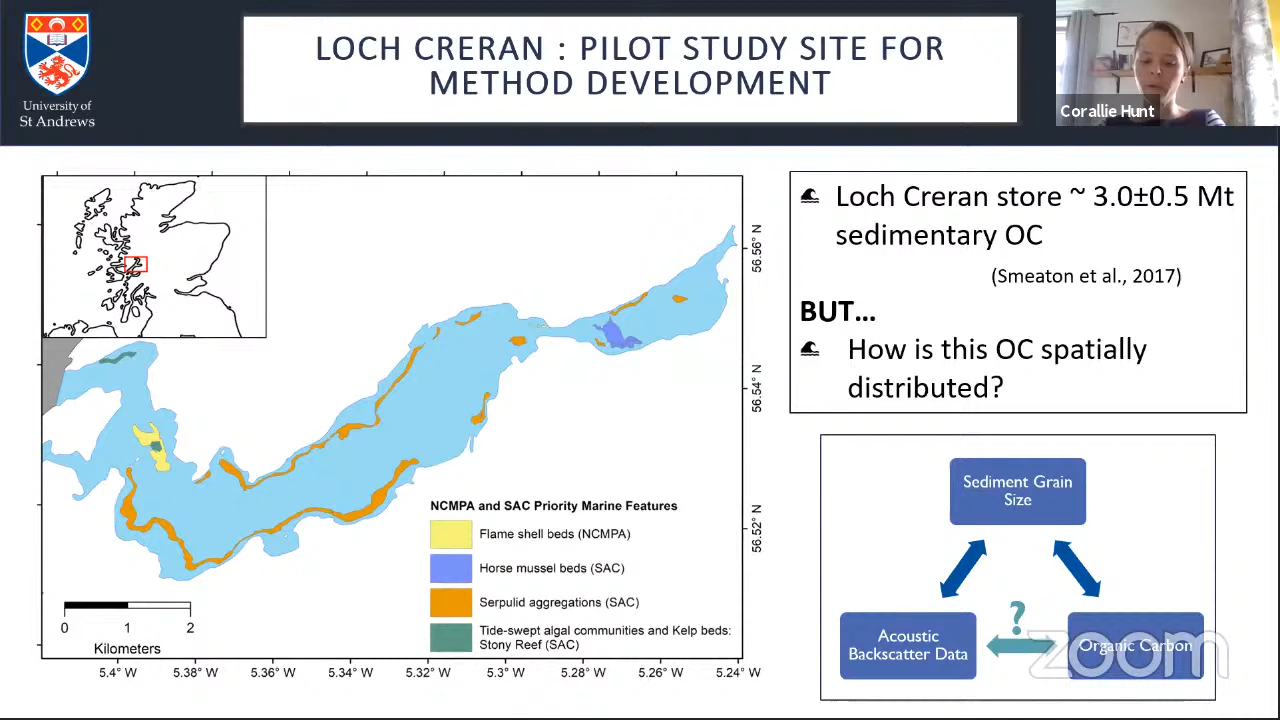 University of
St Andrews
LOCH CRERAN : PILOT STUDY SITE FOR
METHOD DEVELOPMENT
Corallie Hunt
Loch Creran store ~ 3.0±0.5 Mt
sedimentary OC
(Smeaton et al., 2017)
BUT...
How is this OC spatially
distributed?
56.56° N
56.54° N
56.52° N
NCMPA and SAC Priority Marine Features
Flame shell beds (NCMPA)
Horse mussel beds (SAC)
Serpulid aggregations (SAC)
Tide-swept algal communities and Kelp beds:
Stony Reef (SAC)
0 1 2
Kilometers
5.4° W 5.38° W 5.36° W 5.34° W 5.32° W 5.3° W 5.28° W 5.26° W 5.24° W
Sediment Grain
Size
?
Acoustic
Backscatter Data
Organic Carbon
zoom